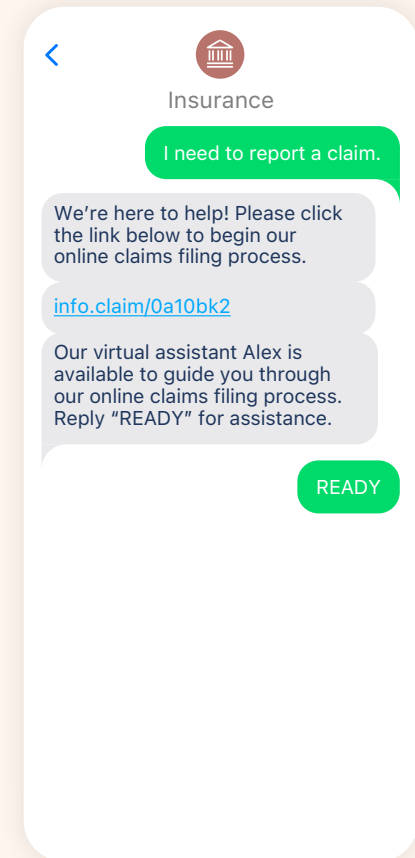 Insurance
I need to report a claim.
We’re here to help! Please click
the link below to begin our
online claims filing process.
info.claim/0a10bk2
Our virtual assistant Alex is
available to guide you through
our online claims filing process.
Reply “READY” for assistance.
READY